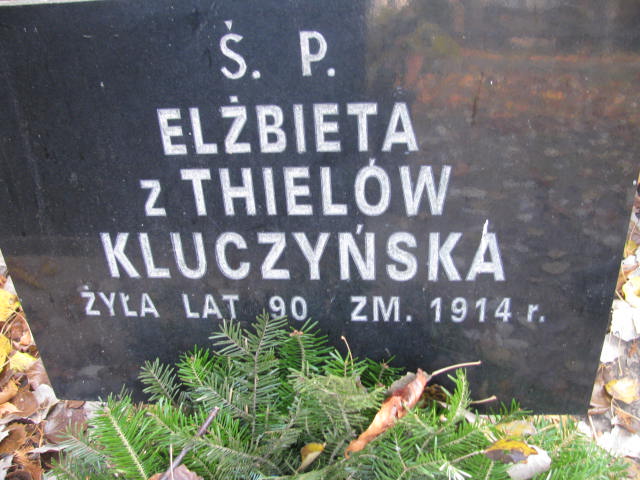 Ś. P.
ELŻBIETA
z THIELÓW
KLUCZYŃSKA
ŻYŁA LAT 90 ZM. 1914 r.